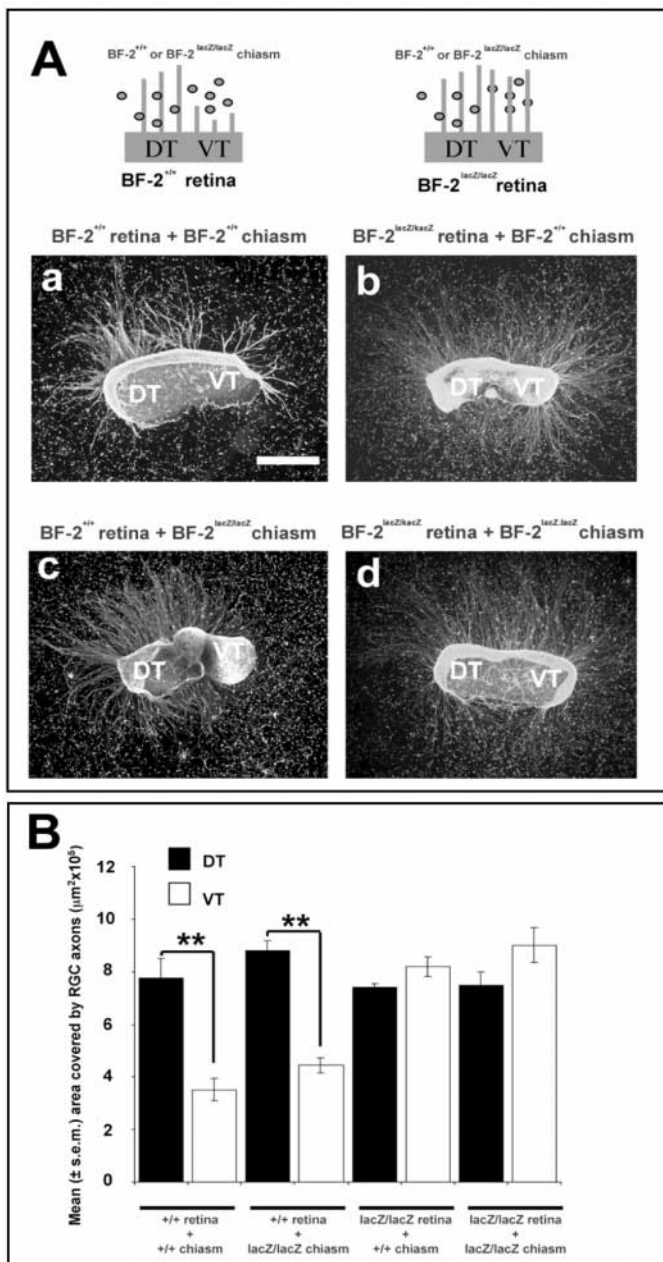 A
BF-2+/+ or BF-2lacZ/lacZ chiasm
DT VT
BF-2+/+ retina
BF-2+/+ or BF-2lacZ/lacZ chiasm
DT VT
BF-2lacZ/lacZ retina
BF-2+/+ retina + BF-2+/+ chiasm
a
DT
VT
BF-2lacZ/kacZ retina + BF-2+/+ chiasm
b
DT
VT
BF-2+/+ retina + BF-2lacZ/lacZ chiasm
c
DT
VT
BF-2lacZ/kacZ retina + BF-2lacZ.lacZ chiasm
d
DT
VT
B
DT
VT
Mean (± s.e.m.) area covered by RGC axons (µm²x10⁵)
12
10
8
6
4
2
0
**
**
+/+ retina
+
+/+ chiasm
+/+ retina
+
lacZ/lacZ chiasm
lacZ/lacZ retina
+
+/+ chiasm
lacZ/lacZ retina
+
lacZ/lacZ chiasm